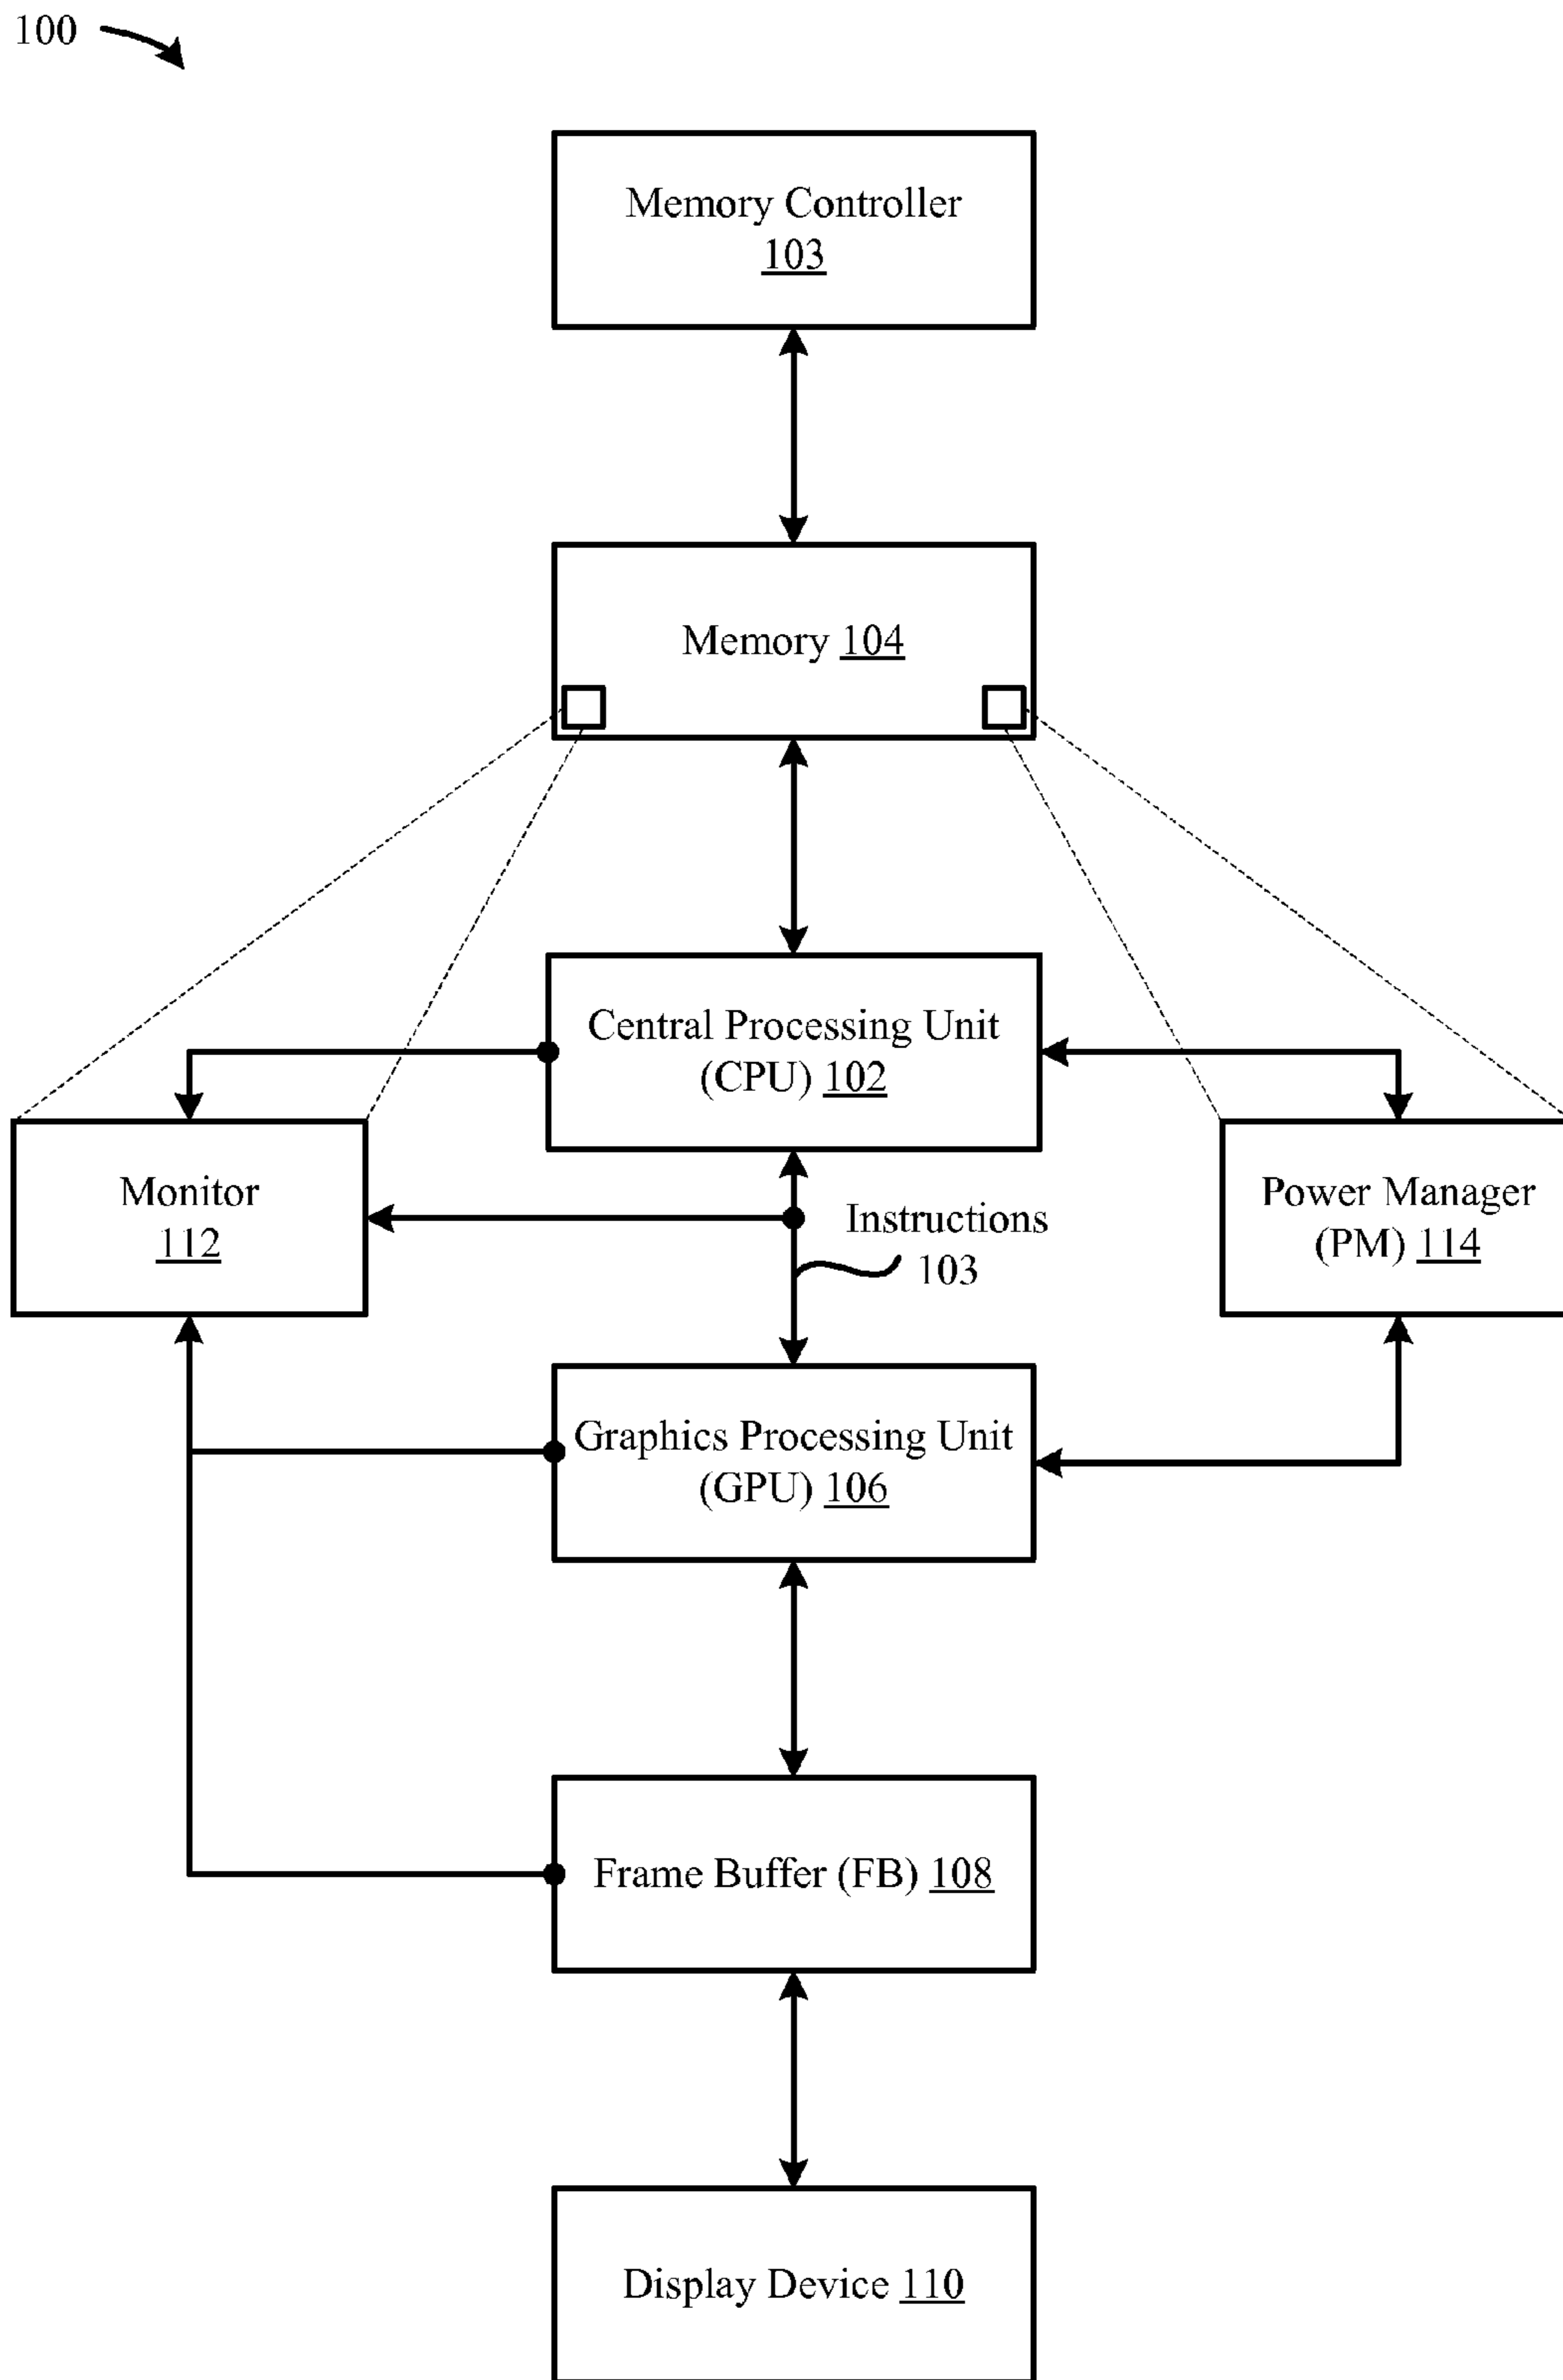 100
Memory Controller
103
Memory 104
Central Processing Unit
(CPU) 102
Monitor
112
Instructions
103
Power Manager
(PM) 114
Graphics Processing Unit
(GPU) 106
Frame Buffer (FB) 108
Display Device 110